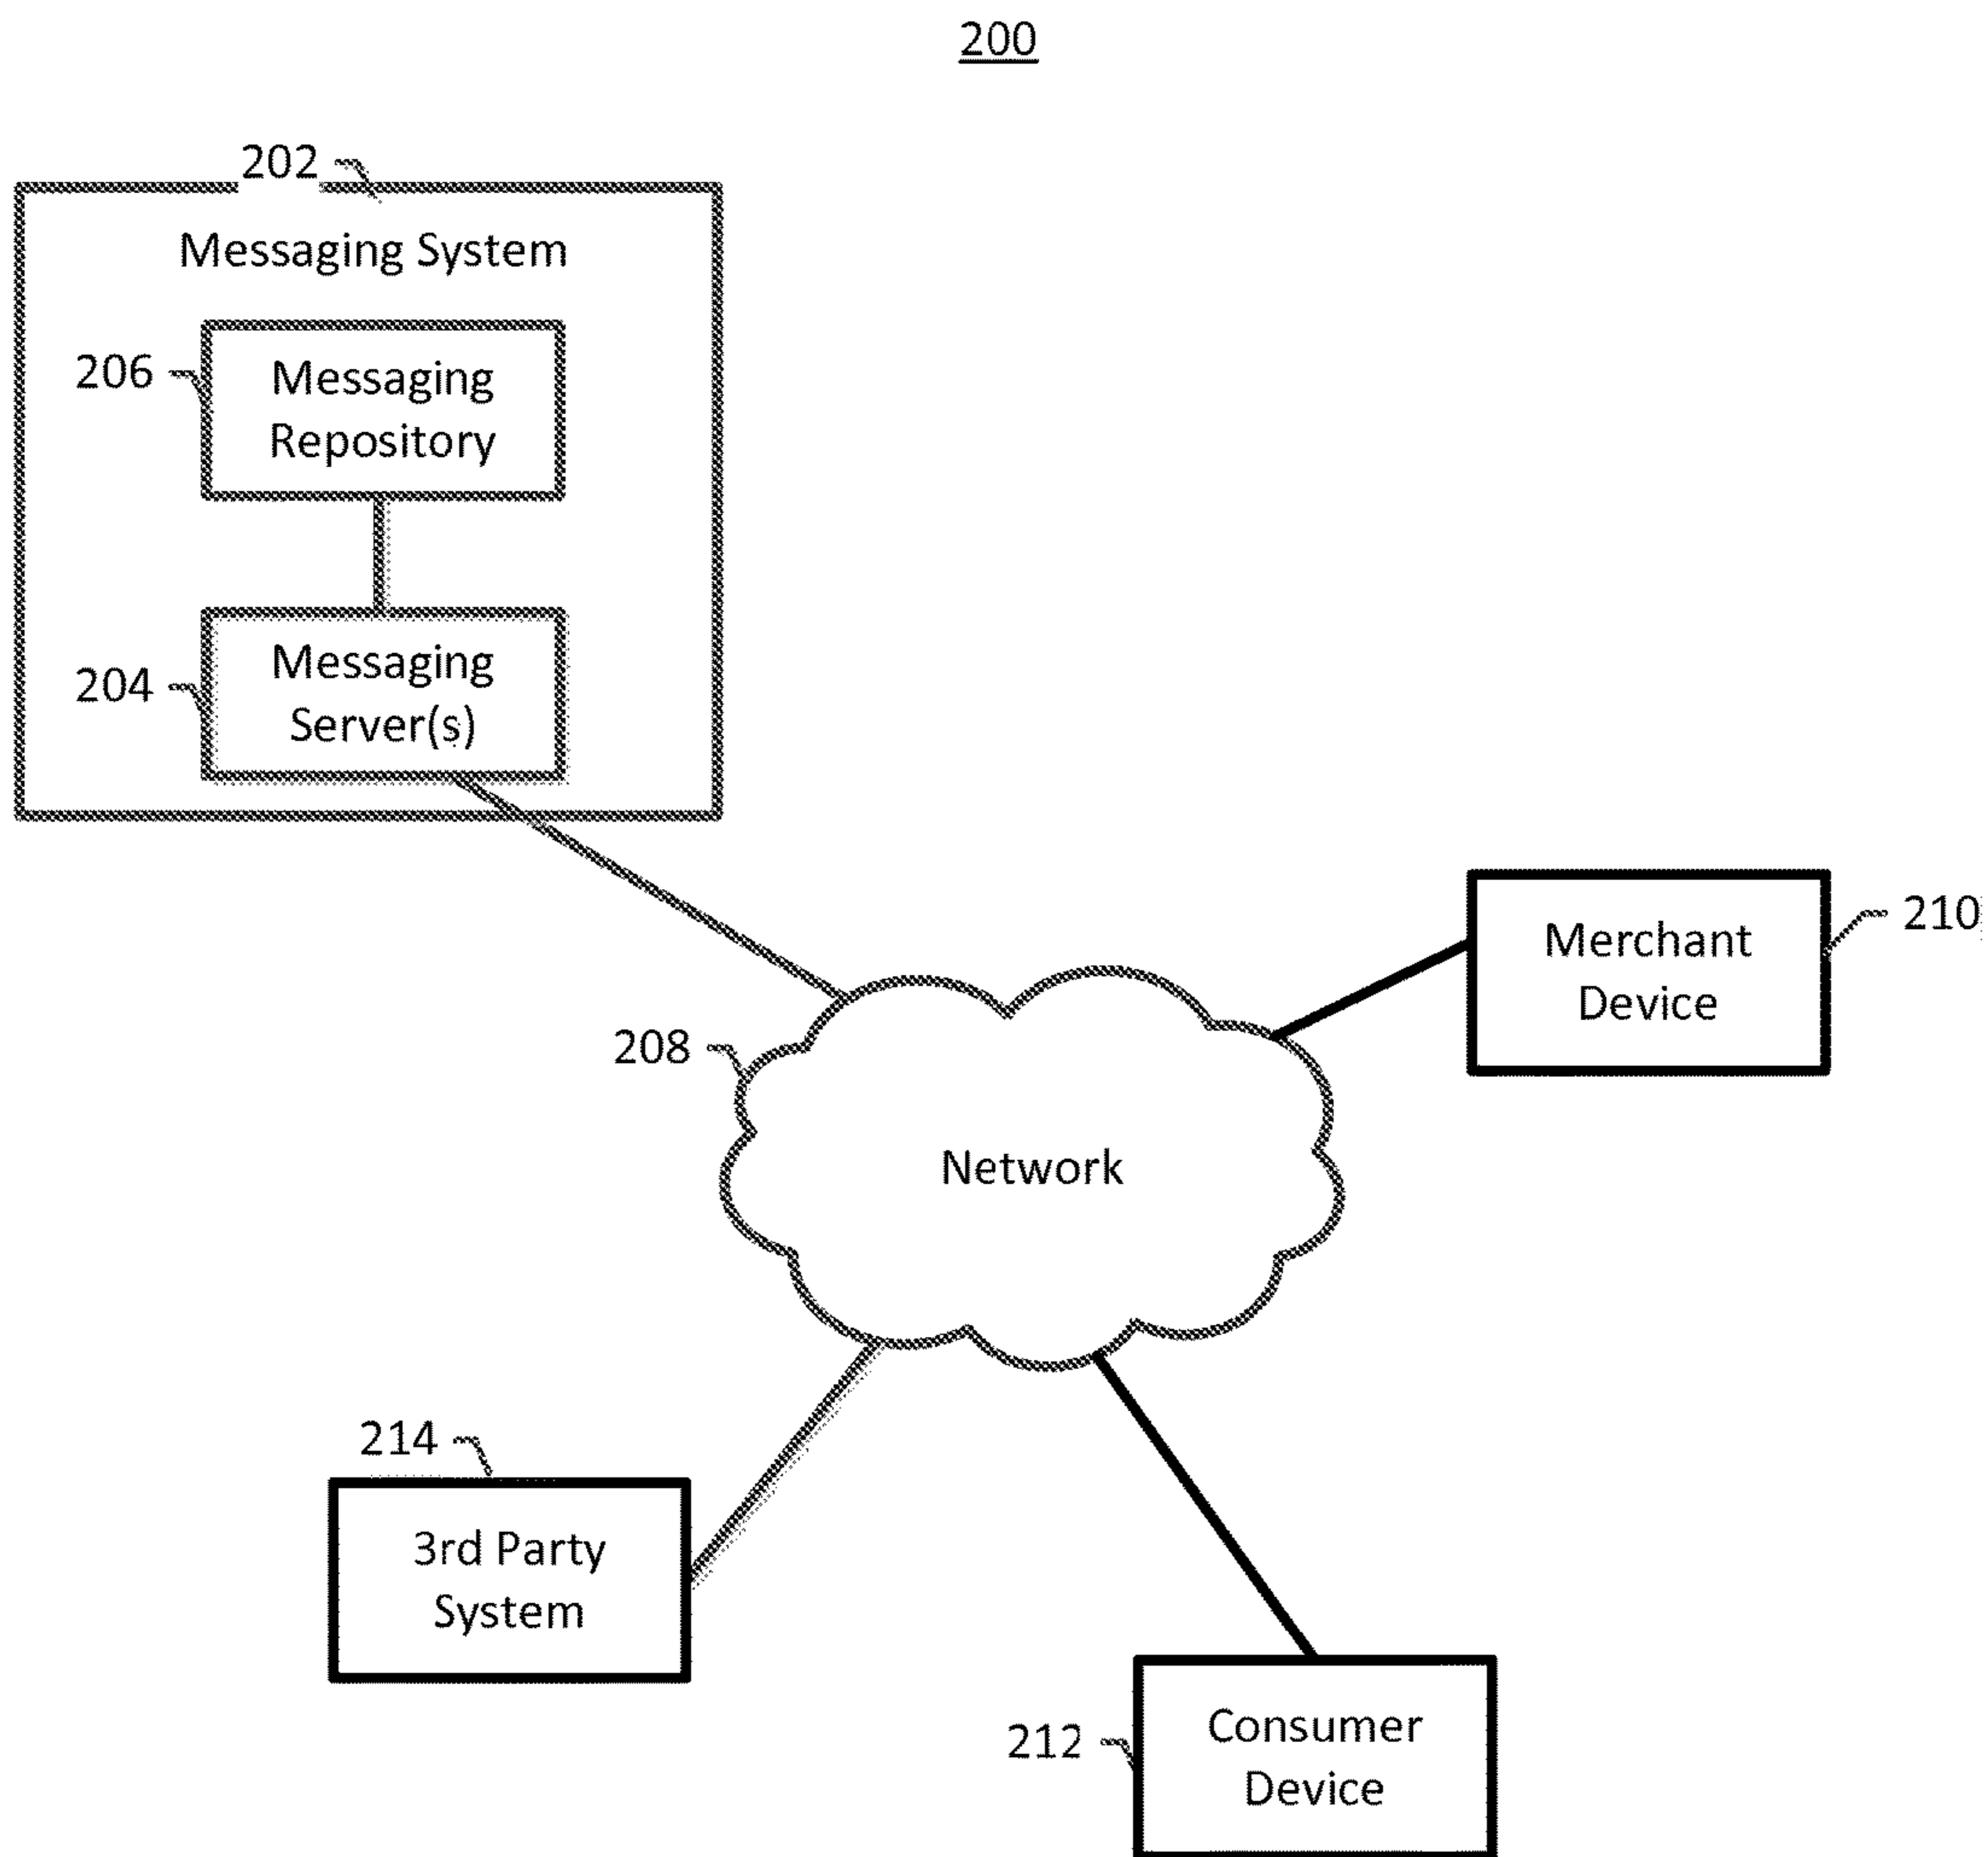 200
202
Messaging System
206
Messaging
Repository
204
Messaging
Server(s)
210
Merchant
Device
208
Network
214
3rd Party
System
212
Consumer
Device